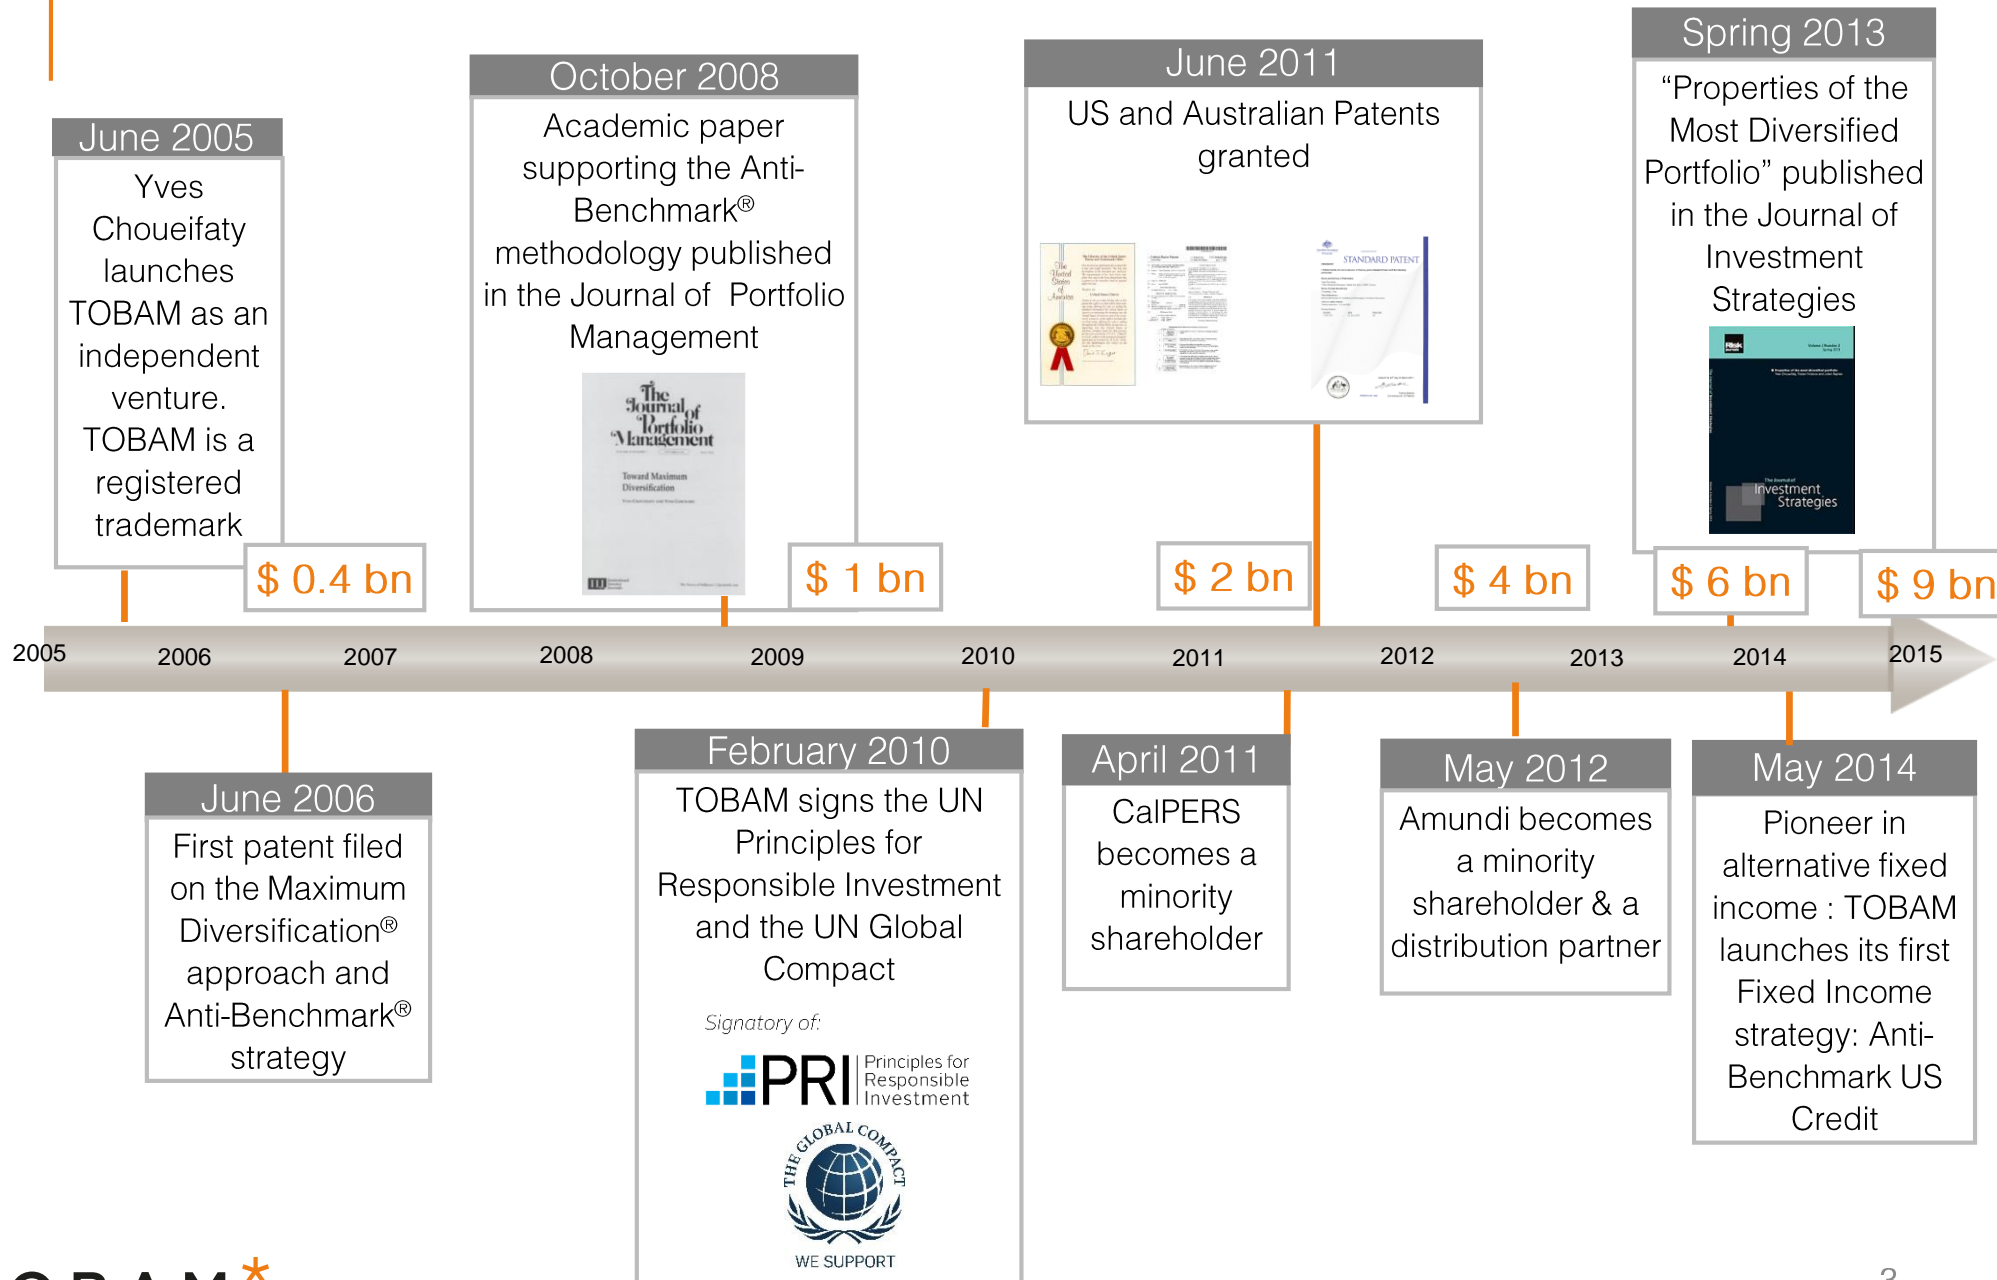 June 2005
Yves
Choueifaty
launches
TOBAM as an
independent
venture.
TOBAM is a
registered
trademark
October 2008
Academic paper
supporting the Anti-
Benchmark®
methodology published
in the Journal of Portfolio
Management
The
Journal of
Portfolio
Management
Toward Maximum
Diversification
June 2011
US and Australian Patents
granted
The
United
States
of
America
STANDARD PATENT
Spring 2013
“Properties of the
Most Diversified
Portfolio” published
in the Journal of
Investment
Strategies
Risk
The Journal of
Investment
Strategies
$ 0.4 bn
$ 1 bn
$ 2 bn
$ 4 bn
$ 6 bn
$ 9 bn
2005
2006
2007
2008
2009
2010
2011
2012
2013
2014
2015
June 2006
First patent filed
on the Maximum
Diversification®
approach and
Anti-Benchmark®
strategy
February 2010
TOBAM signs the UN
Principles for
Responsible Investment
and the UN Global
Compact
Signatory of:
PRI
Principles for
Responsible
Investment
THE GLOBAL COMPACT
WE SUPPORT
April 2011
CalPERS
becomes a
minority
shareholder
May 2012
Amundi becomes
a minority
shareholder & a
distribution partner
May 2014
Pioneer in
alternative fixed
income : TOBAM
launches its first
Fixed Income
strategy: Anti-
Benchmark US
Credit
OBAM*
3